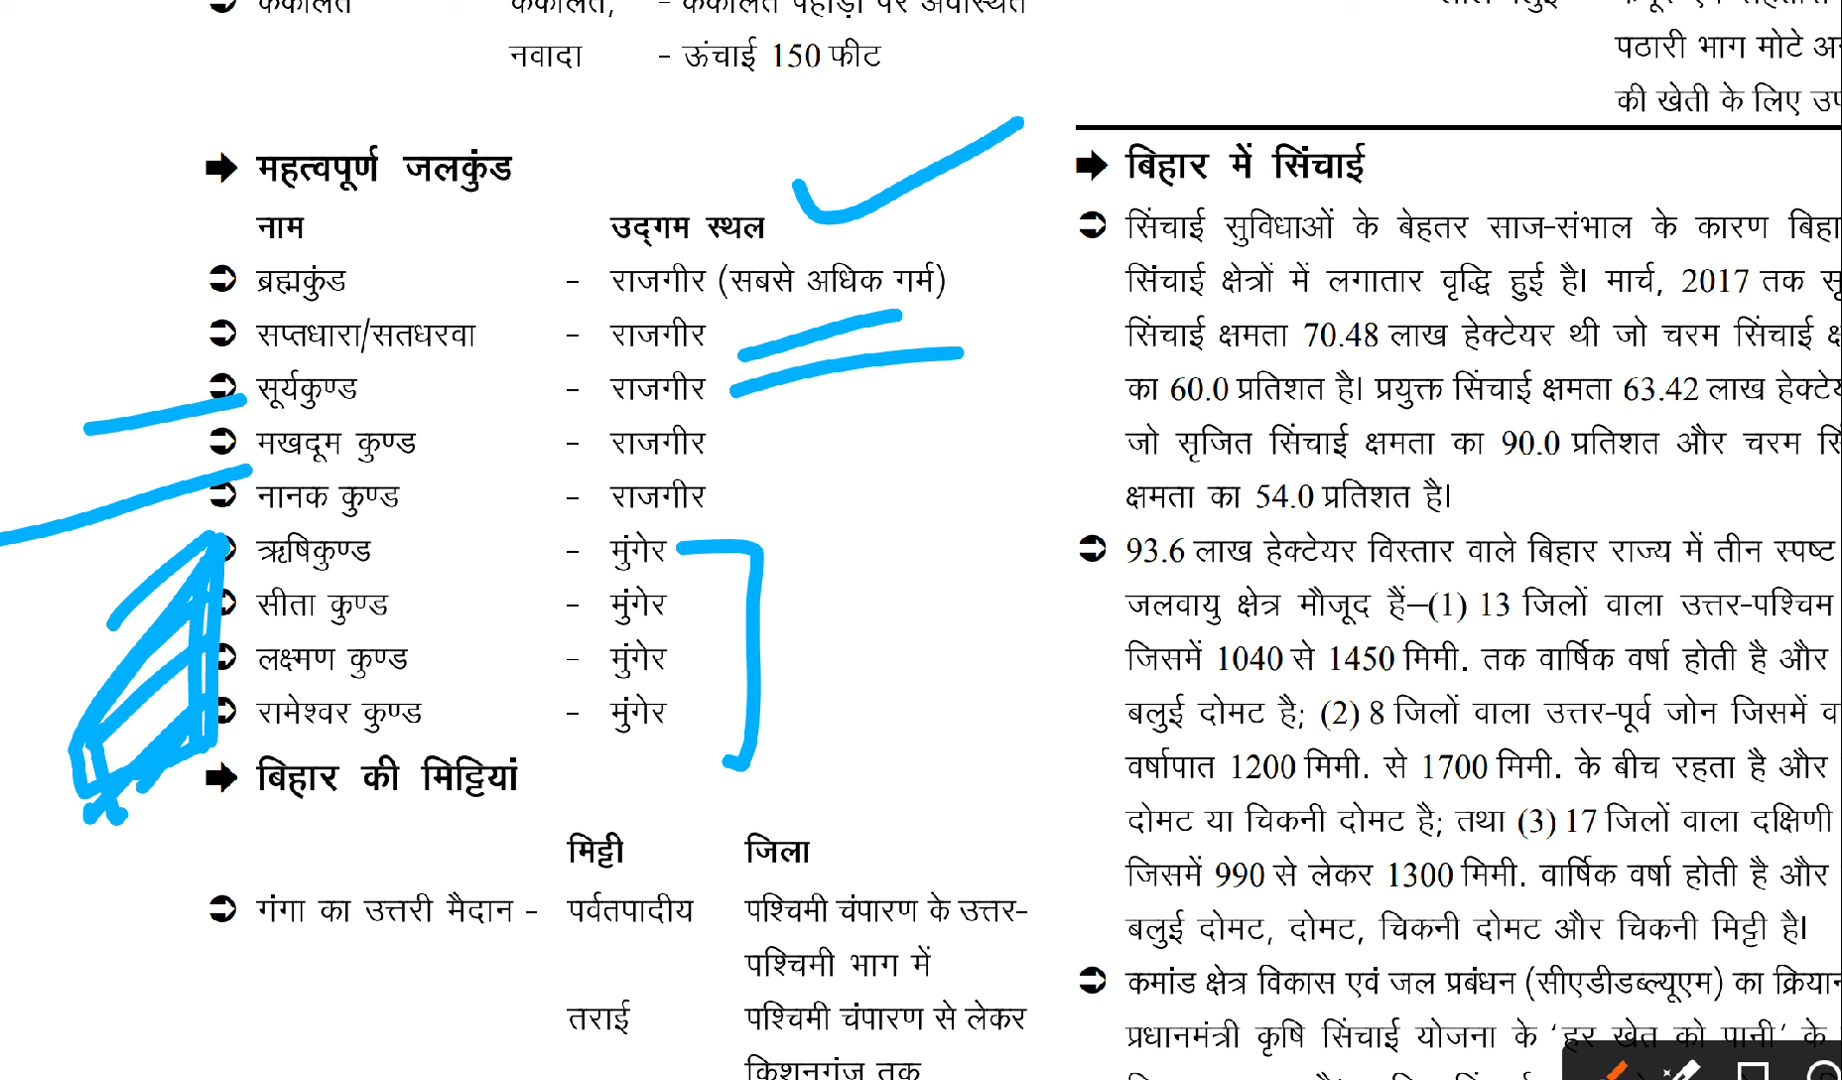 नवादा - ऊंचाई 150 फीट
महत्वपूर्ण जलकुंड
नाम उद्गम स्थल
ब्रह्मकुंड - राजगीर (सबसे अधिक गर्म)
सप्तधारा/सतधरवा - राजगीर
सूर्यकुण्ड - राजगीर
मखदूम कुण्ड - राजगीर
नानक कुण्ड - राजगीर
ऋषिकुण्ड - मुंगेर
सीता कुण्ड - मुंगेर
लक्ष्मण कुण्ड - मुंगेर
रामेश्वर कुण्ड - मुंगेर
बिहार की मिट्टियां
मिट्टी जिला
गंगा का उत्तरी मैदान - पर्वतपादीय पश्चिमी चंपारण के उत्तर-
पश्चिमी भाग में
तराई पश्चिमी चंपारण से लेकर
किशनगंज तक
पठारी भाग मोटे
की खेती के लिए
बिहार में सिंचाई
सिंचाई सुविधाओं के बेहतर साज-संभाल के कारण
सिंचाई क्षेत्रों में लगातार वृद्धि हुई है। मार्च, 2017 तक
सिंचाई क्षमता 70.48 लाख हेक्टेयर थी जो चरम सिंचाई
का 60.0 प्रतिशत है। प्रयुक्त सिंचाई क्षमता 63.42 लाख
जो सृजित सिंचाई क्षमता का 90.0 प्रतिशत और चरम
क्षमता का 54.0 प्रतिशत है।
93.6 लाख हेक्टेयर विस्तार वाले बिहार राज्य में तीन स्पष्ट
जलवायु क्षेत्र मौजूद हैं–(1) 13 जिलों वाला उत्तर-पश्चिम
जिसमें 1040 से 1450 मिमी. तक वार्षिक वर्षा होती है और
बलुई दोमट है; (2) 8 जिलों वाला उत्तर-पूर्व जोन जिसमें
वर्षापात 1200 मिमी. से 1700 मिमी. के बीच रहता है और
दोमट या चिकनी दोमट है; तथा (3) 17 जिलों वाला दक्षिणी
जिसमें 990 से लेकर 1300 मिमी. वार्षिक वर्षा होती है और
बलुई दोमट, दोमट, चिकनी दोमट और चिकनी मिट्टी है।
कमांड क्षेत्र विकास एवं जल प्रबंधन (सीएडीडब्ल्यूएम) का
प्रधानमंत्री कृषि सिंचाई योजना के 'हर खेत को पानी' के